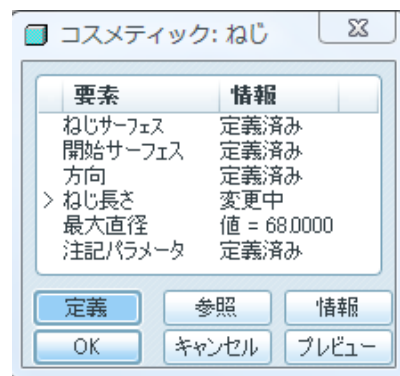 コスメティック: ねじ
要素 情報
ねじサーフェス 定義済み
開始サーフェス 定義済み
方向 定義済み
> ねじ長さ 変更中
最大直径 値 = 68.0000
注記パラメータ 定義済み
定義 参照 情報
OK キャンセル プレビュー